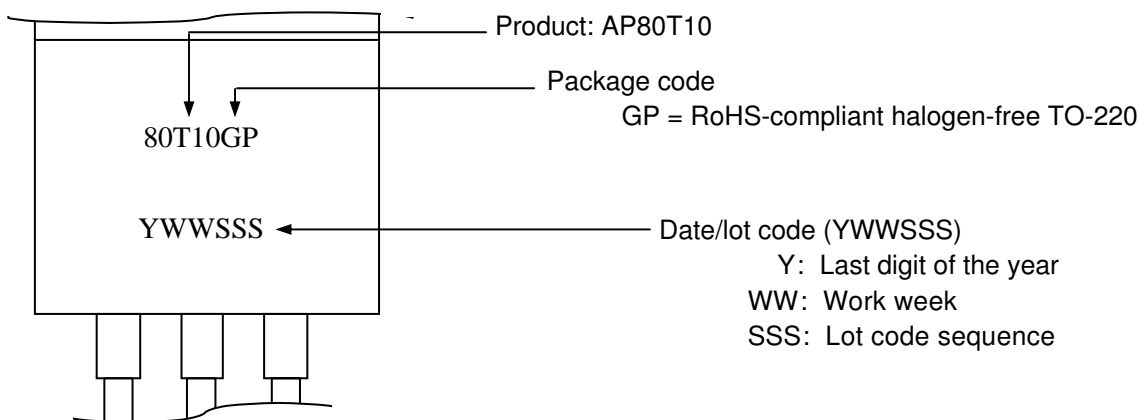 Product: AP80T10
Package code
GP = RoHS-compliant halogen-free TO-220
80T10GP
YWWSSS
Date/lot code (YWWSSS)
Y: Last digit of the year
WW: Work week
SSS: Lot code sequence